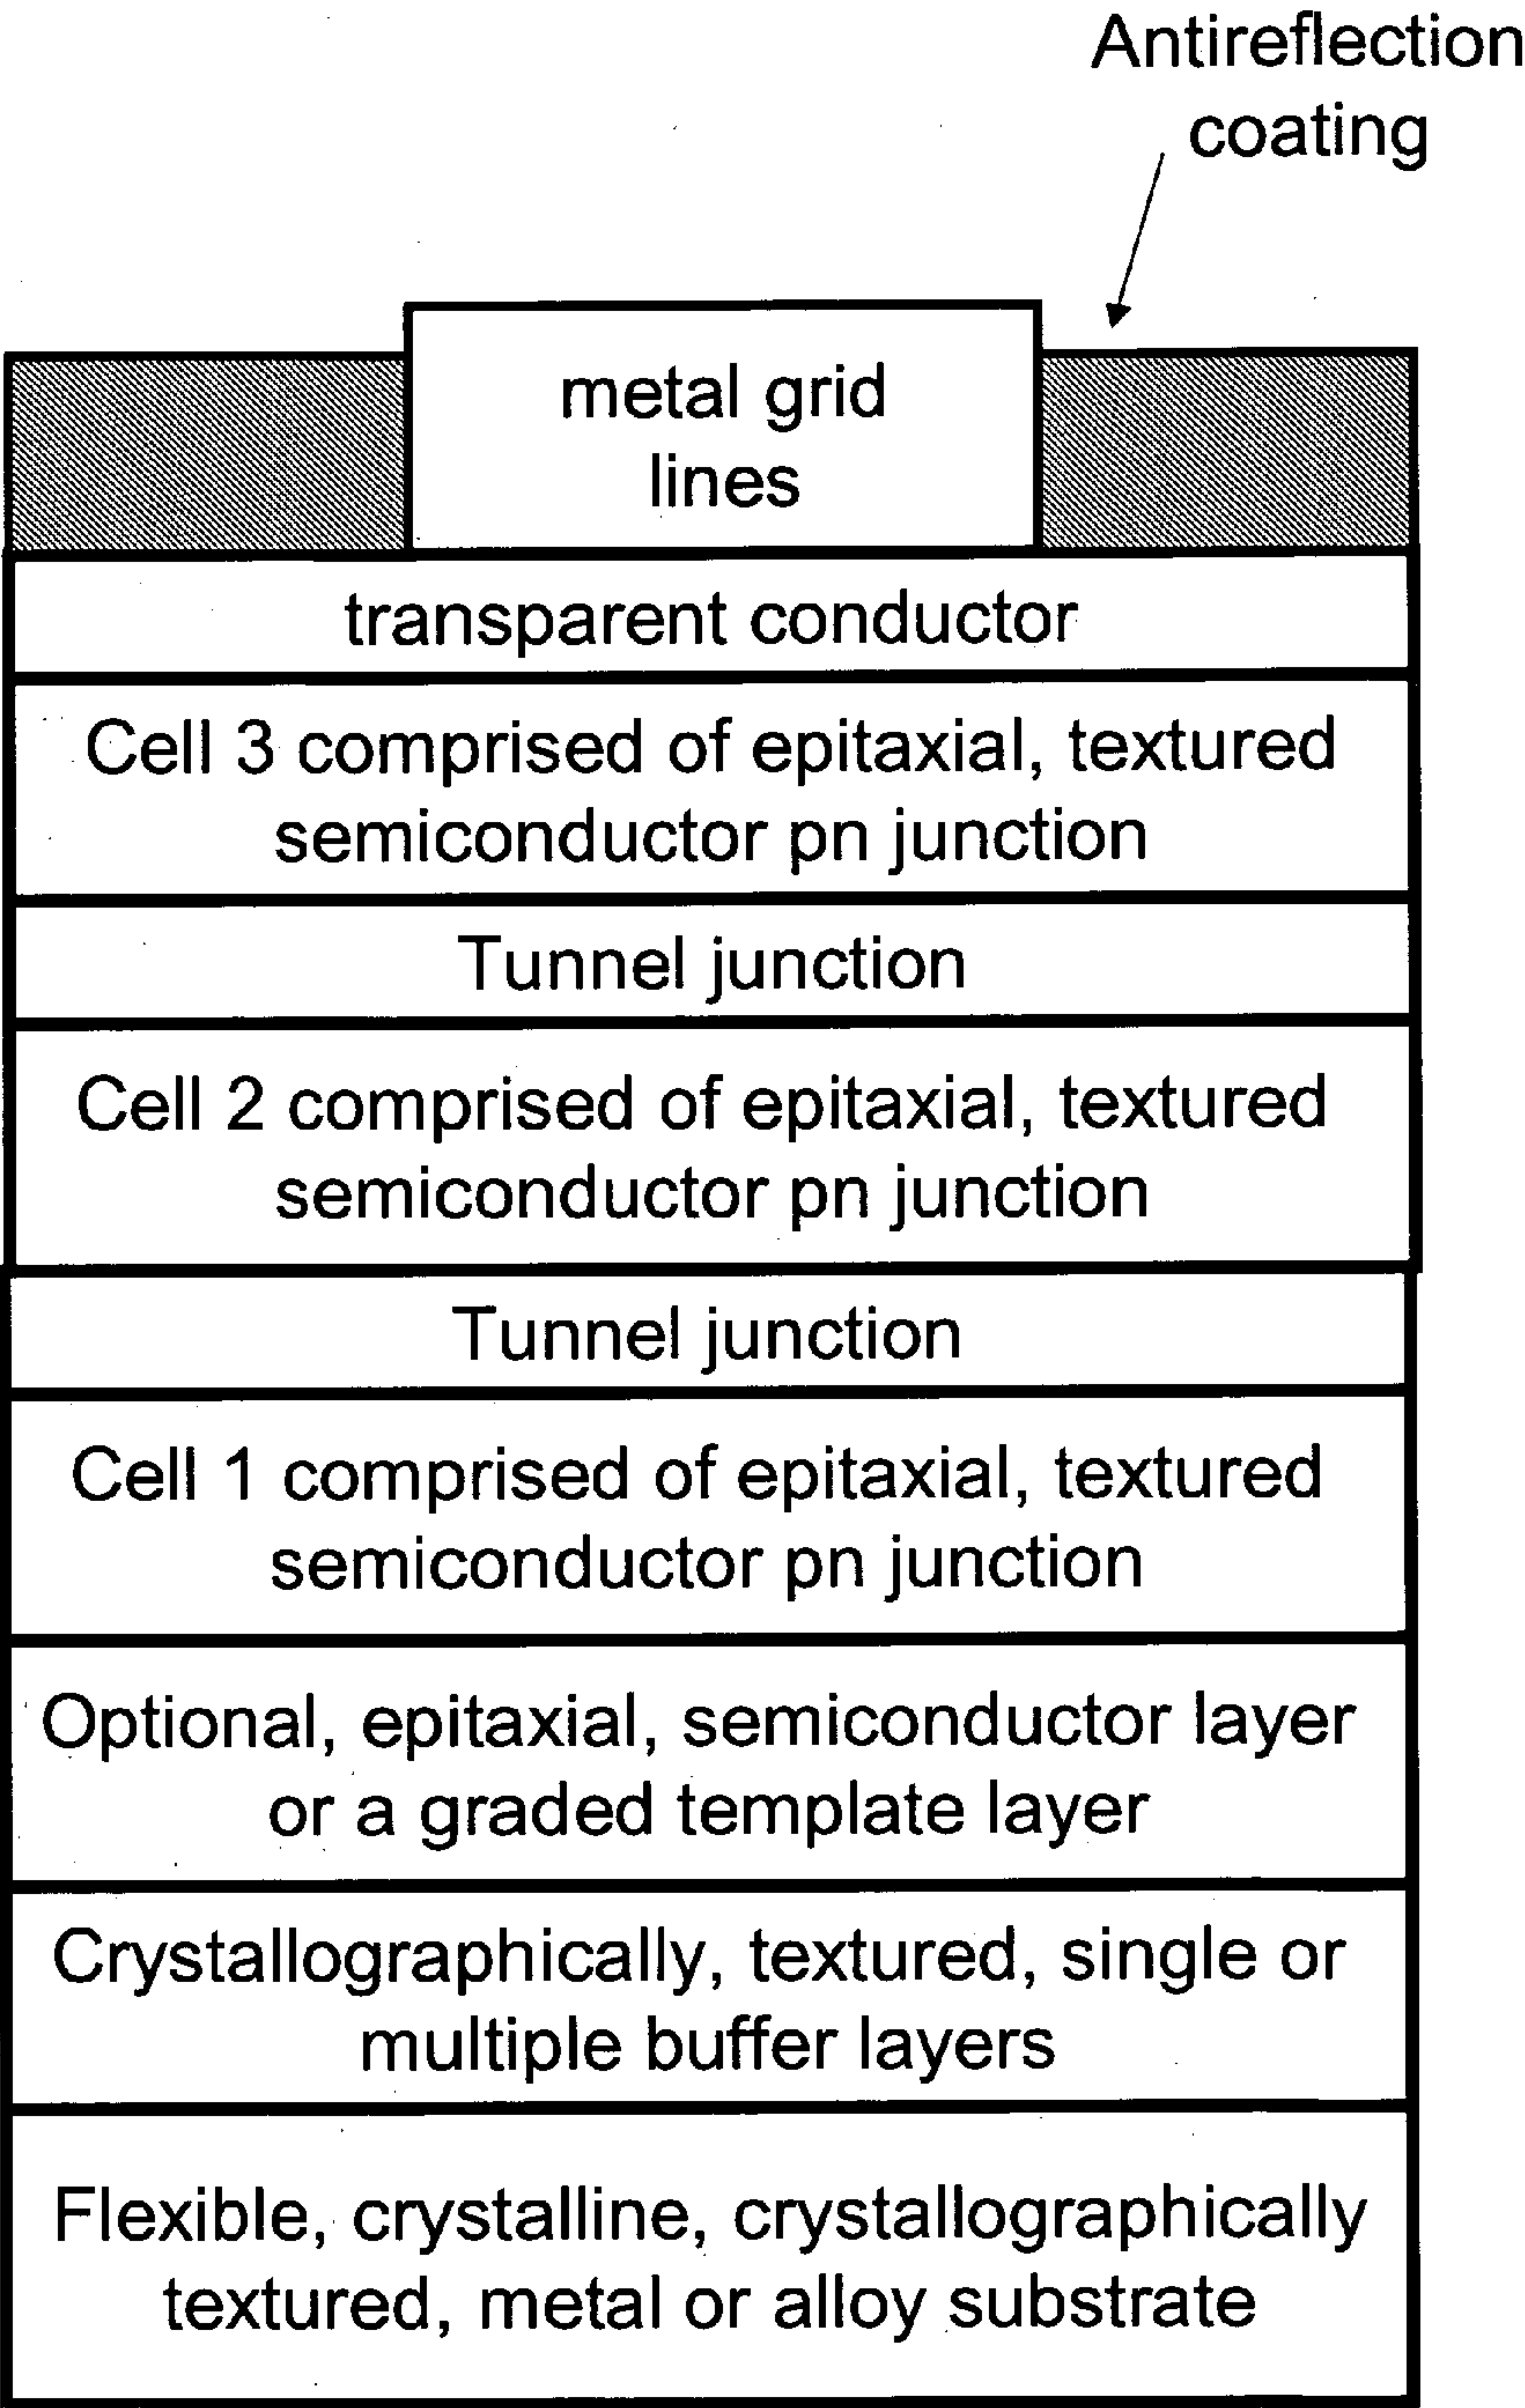 Antireflection
coating
metal grid
lines
transparent conductor
Cell 3 comprised of epitaxial, textured
semiconductor pn junction
Tunnel junction
Cell 2 comprised of epitaxial, textured
semiconductor pn junction
Tunnel junction
Cell 1 comprised of epitaxial, textured
semiconductor pn junction
Optional, epitaxial, semiconductor layer
or a graded template layer
Crystallographically, textured, single or
multiple buffer layers
Flexible, crystalline, crystallographically
textured, metal or alloy substrate